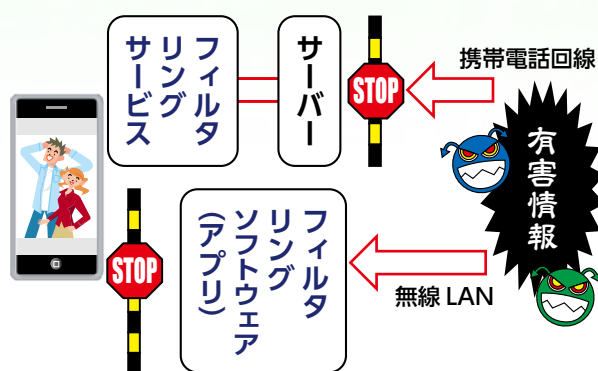 フィルタ
リング
サービス
サーバー
STOP
携帯電話回線
有害情報
STOP
フィルタ
リング
ソフトウェア
(アプリ)
無線 LAN